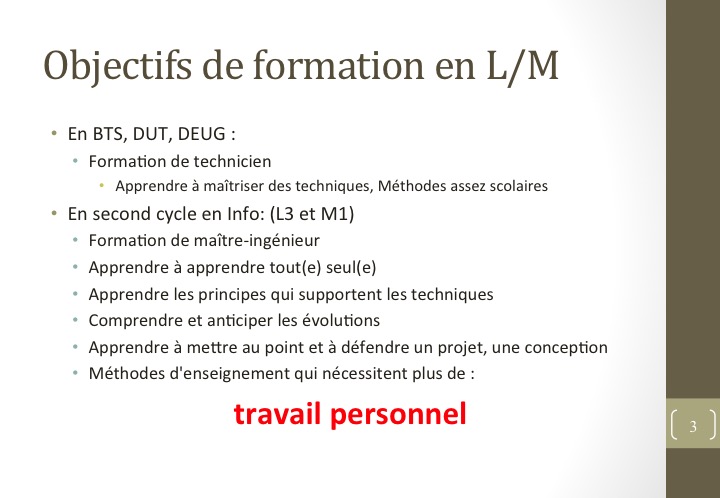 Objectifs de formation en L/M
• En BTS, DUT, DEUG :
• Formation de technicien
• Apprendre à maîtriser des techniques, Méthodes assez scolaires
• En second cycle en Info: (L3 et M1)
• Formation de maître-ingénieur
• Apprendre à apprendre tout(e) seul(e)
• Apprendre les principes qui supportent les techniques
• Comprendre et anticiper les évolutions
• Apprendre à mettre au point et à défendre un projet, une conception
• Méthodes d'enseignement qui nécessitent plus de :
travail personnel
3